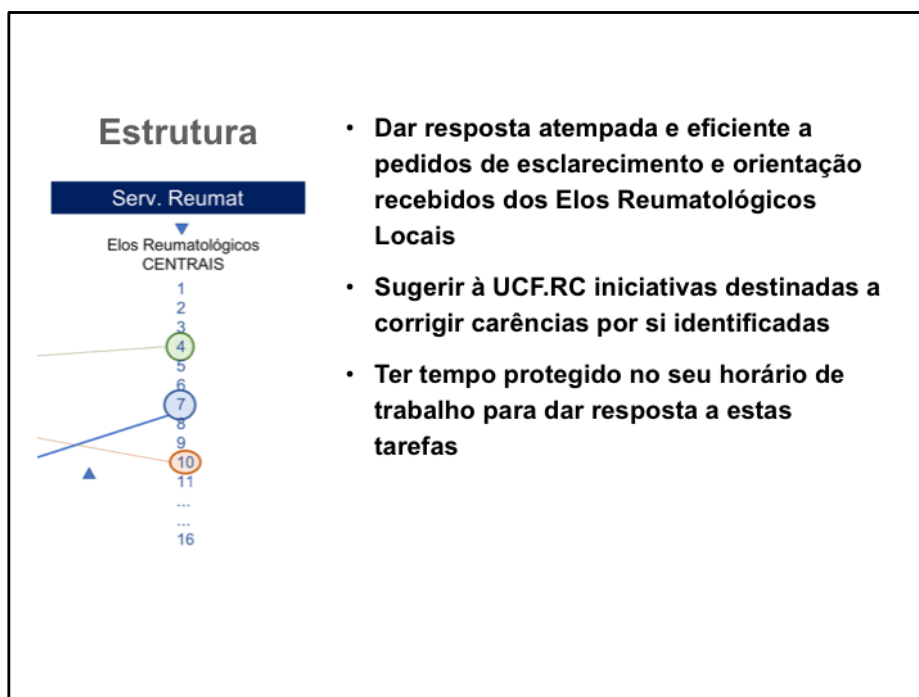 Estrutura
Serv. Reumat
Elos Reumatológicos
CENTRAIS
1
2
3
4
5
6
7
8
9
10
11
...
...
16
• Dar resposta atempada e eficiente a
pedidos de esclarecimento e orientação
recebidos dos Elos Reumatológicos
Locais
• Sugerir à UCF.RC iniciativas destinadas a
corrigir carências por si identificadas
• Ter tempo protegido no seu horário de
trabalho para dar resposta a estas
tarefas